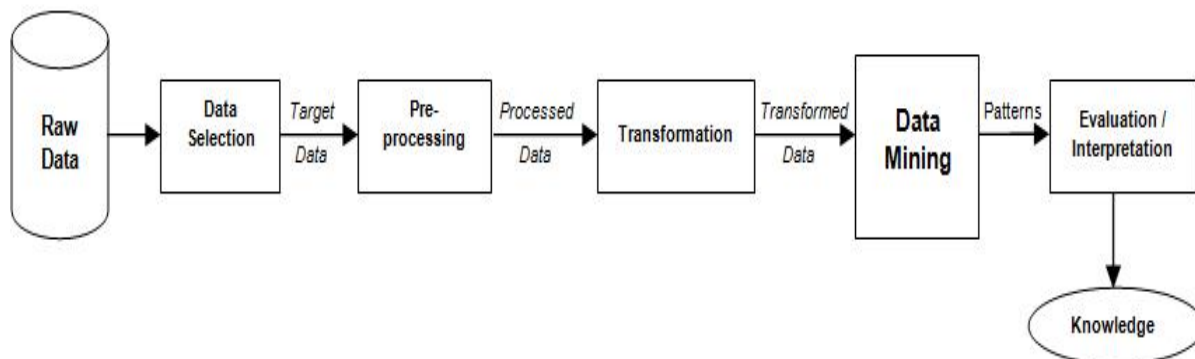 Raw
Data
Data
Selection
Target
Data
Pre-
processing
Processed
Data
Transformation
Transformed
Data
Data
Mining
Patterns
Evaluation /
Interpretation
Knowledge